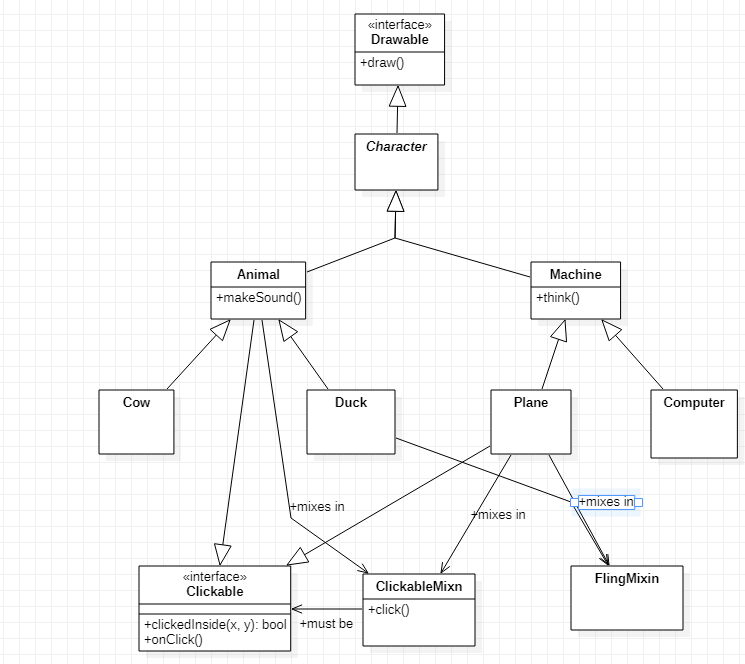 «interface»
Drawable
+draw()
Character
Animal
+makeSound()
Machine
+think()
Cow
Duck
Plane
Computer
+mixes in
+mixes in
+mixes in
«interface»
Clickable
+clickedInside(x, y): bool
+onClick()
+must be
ClickableMixn
+click()
FlingMixin